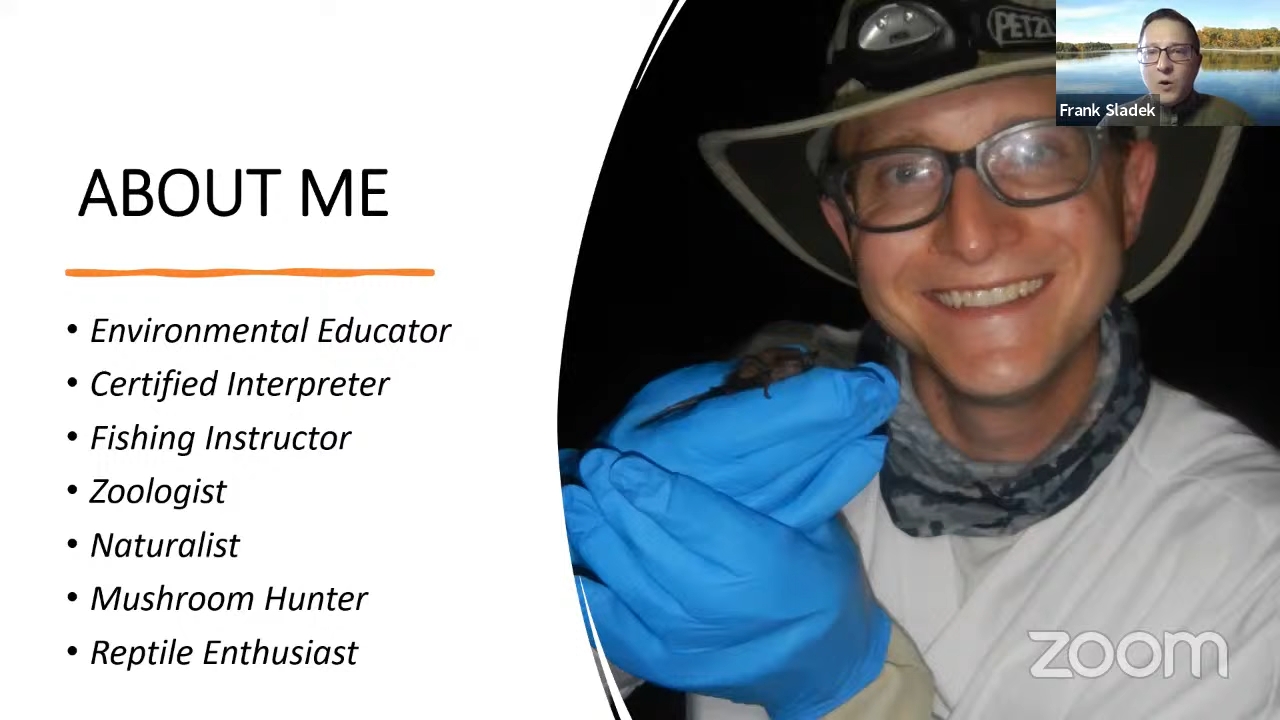 PETZL
Frank Sladek
ABOUT ME
• Environmental Educator
• Certified Interpreter
• Fishing Instructor
• Zoologist
• Naturalist
• Mushroom Hunter
• Reptile Enthusiast
zoom